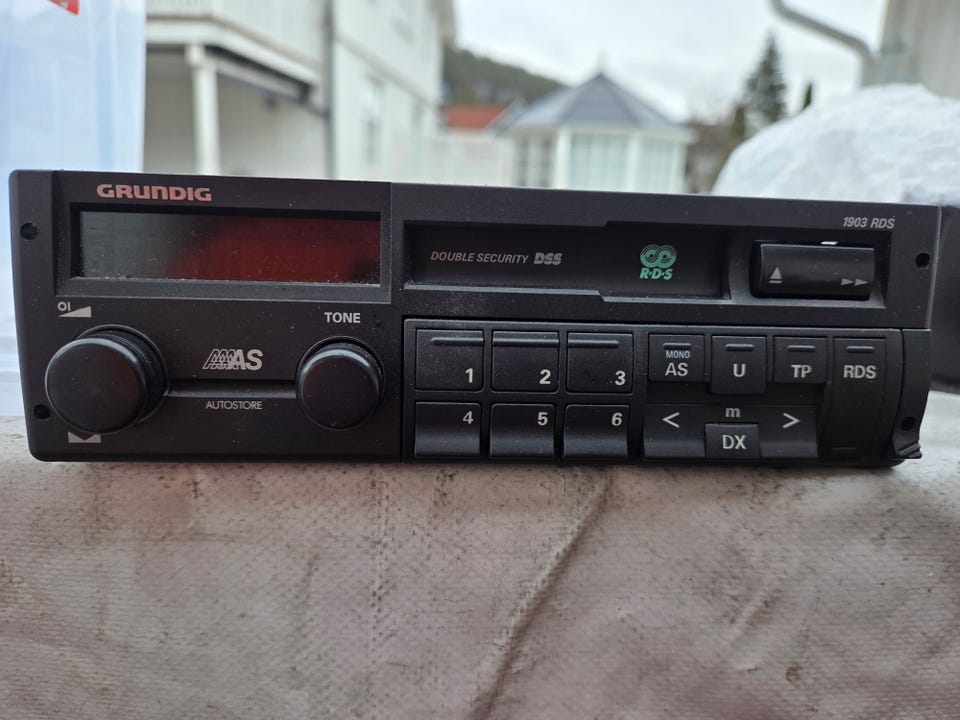 GRUNDIG
1903 RDS
DOUBLE SECURITY DSS
R·D·S
TONE
AS
AUTOSTORE
1
2
3
4
5
6
MONO
AS
U
TP
RDS
< m >
DX